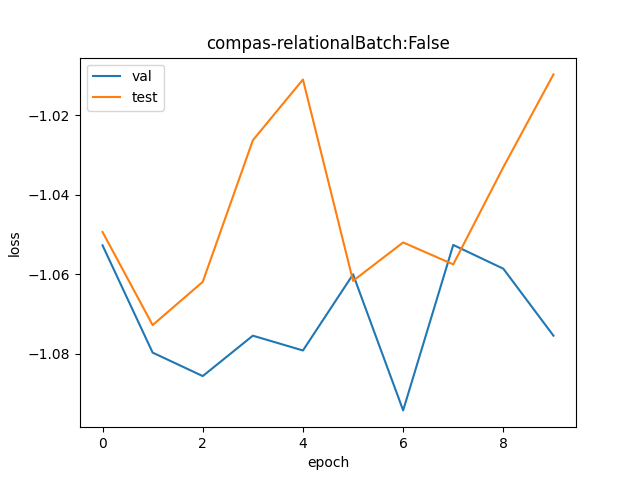 compas-relationalBatch:False
val
test
−1.02
−1.04
−1.06
−1.08
loss
0 2 4 6 8
epoch